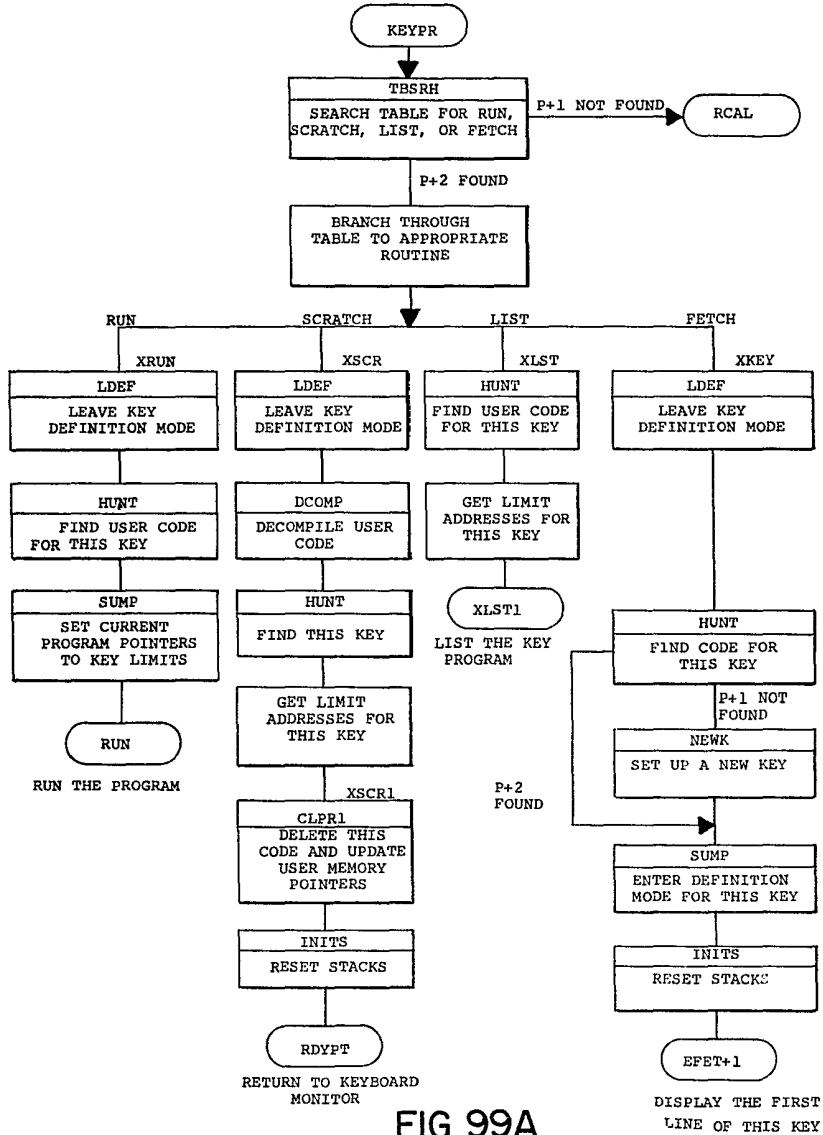 KEYPR
TBSRH
SEARCH TABLE FOR RUN,
SCRATCH, LIST, OR FETCH
P+1 NOT FOUND
RCAL
P+2 FOUND
BRANCH THROUGH
TABLE TO APPROPRIATE
ROUTINE
RUN
SCRATCH
LIST
FETCH
XRUN
LDEF
LEAVE KEY
DEFINITION MODE
HUNT
FIND USER CODE
FOR THIS KEY
SUMP
SET CURRENT
PROGRAM POINTERS
TO KEY LIMITS
RUN
RUN THE PROGRAM
XSCR
LDEF
LEAVE KEY
DEFINITION MODE
DCOMP
DECOMPILE USER
CODE
HUNT
FIND THIS KEY
GET LIMIT
ADDRESSES FOR
THIS KEY
XSCR1
CLPR1
DELETE THIS
CODE AND UPDATE
USER MEMORY
POINTERS
INITS
RESET STACKS
RDYPT
RETURN TO KEYBOARD
MONITOR
XLST
HUNT
FIND USER CODE
FOR THIS KEY
GET LIMIT
ADDRESSES FOR
THIS KEY
XLST1
LIST THE KEY
PROGRAM
XKEY
LDEF
LEAVE KEY
DEFINITION MODE
HUNT
FIND CODE FOR
THIS KEY
P+1 NOT
FOUND
NEWK
SET UP A NEW KEY
P+2
FOUND
SUMP
ENTER DEFINITION
MODE FOR THIS KEY
INITS
RESET STACKS
EFET+1
DISPLAY THE FIRST
LINE OF THIS KEY
FIG 99A